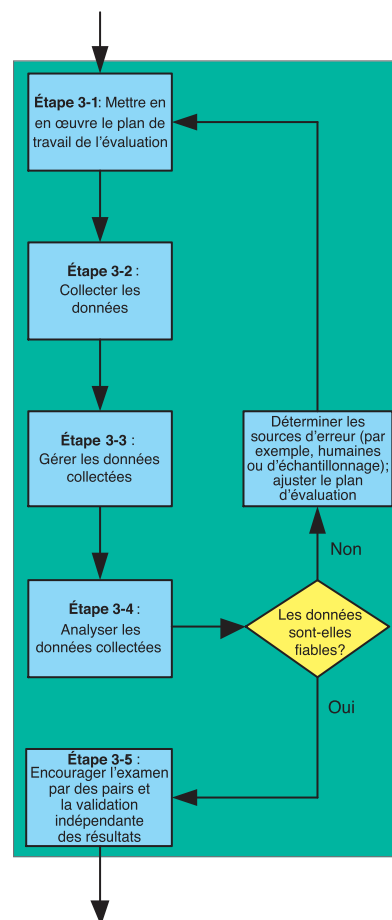 Étape 3-1: Mettre en
en œuvre le plan de
travail de l'évaluation
Étape 3-2 :
Collecter les
données
Étape 3-3 :
Gérer les données
collectées
Déterminer les
sources d'erreur (par
exemple, humaines
ou d'échantillonnage);
ajuster le plan
d'évaluation
Non
Étape 3-4 :
Analyser les
données collectées
Les données
sont-elles
fiables?
Oui
Étape 3-5 :
Encourager l'examen
par des pairs et
la validation
indépendante
des résultats